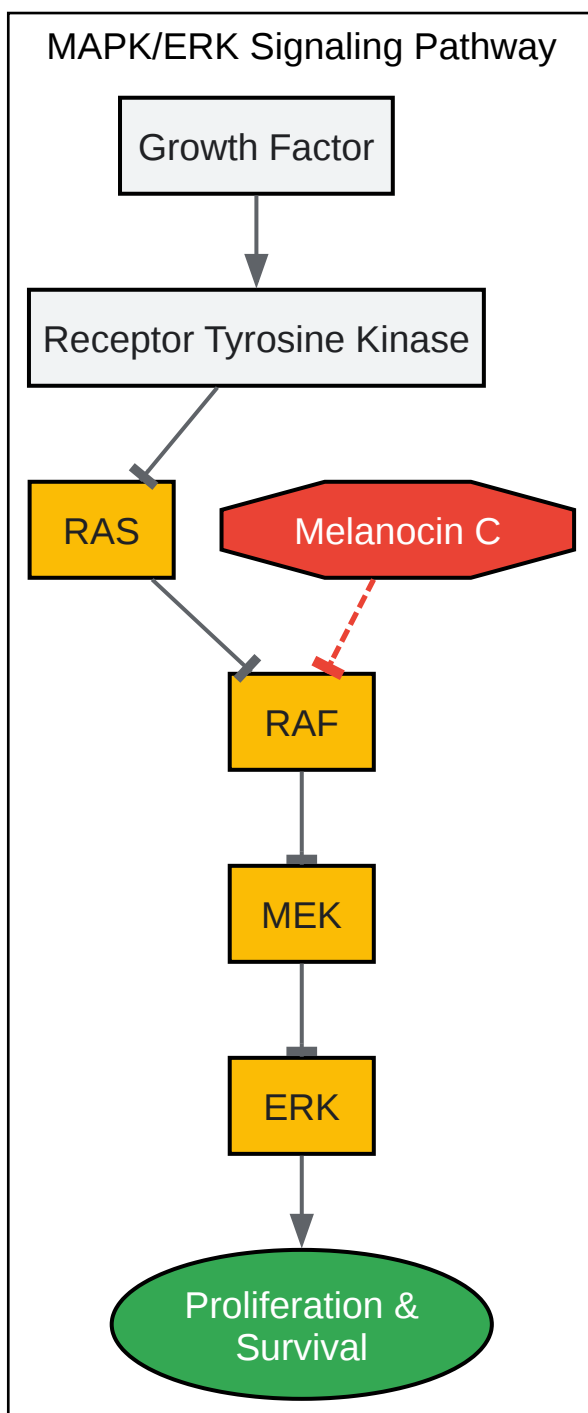 MAPK/ERK Signaling Pathway
Growth Factor
Receptor Tyrosine Kinase
RAS
Melanocin C
RAF
MEK
ERK
Proliferation &
Survival